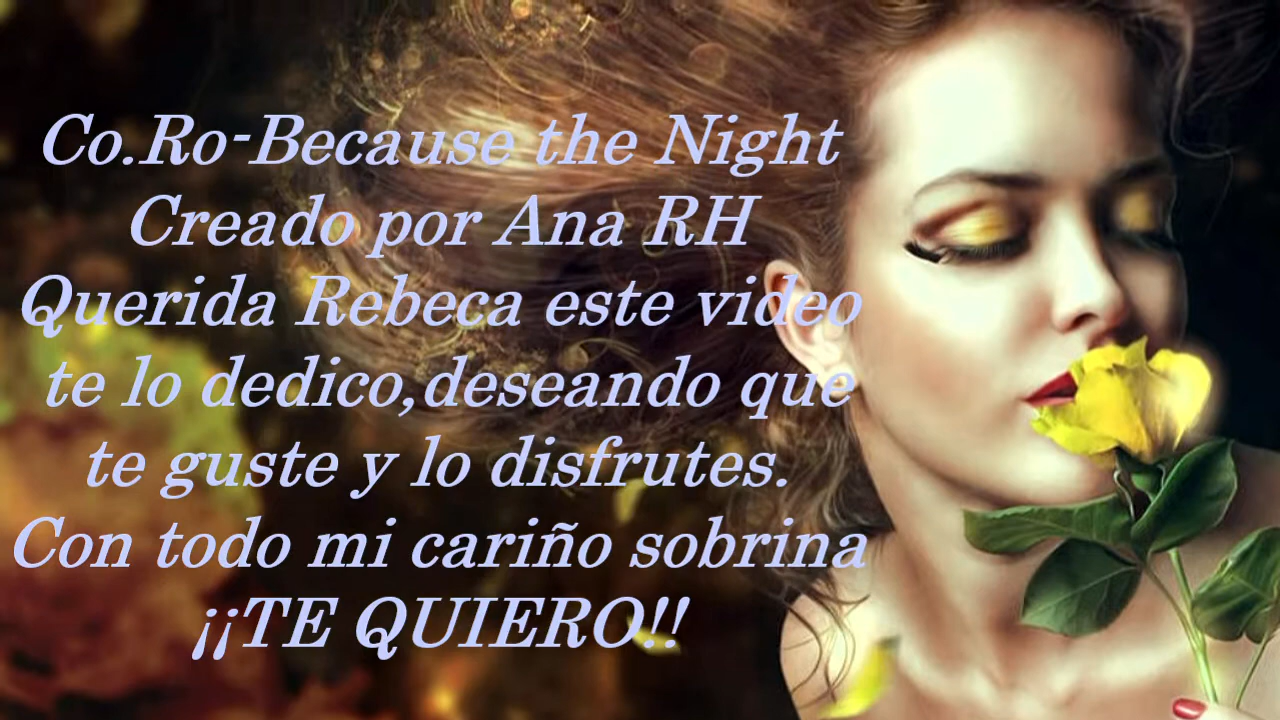 Co.Ro-Because the Night
Creado por Ana RH
Querida Rebeca este video
te lo dedico,deseando que
te guste y lo disfrutes.
Con todo mi cariño sobrina
¡¡TE QUIERO!!